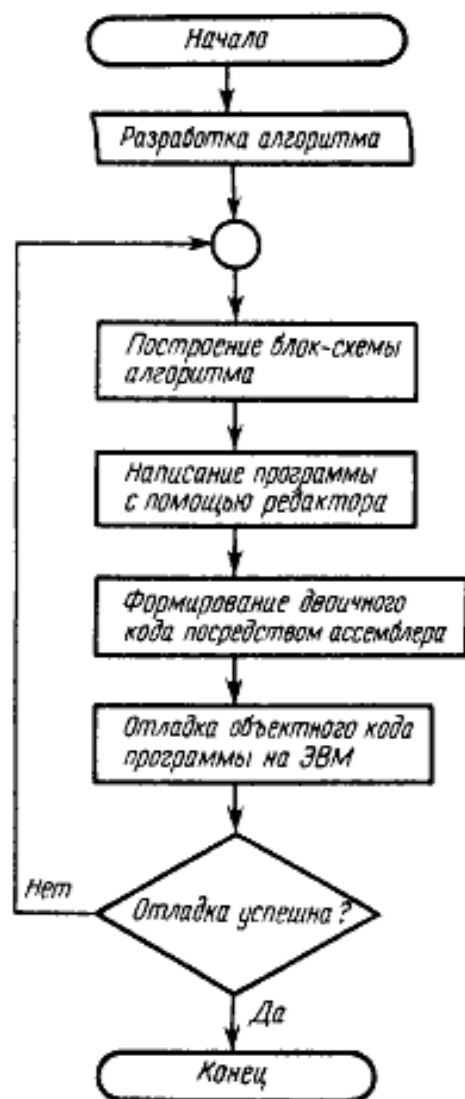 Начало
Разработка алгоритма
Построение блок-схемы
алгоритма
Написание программы
с помощью редактора
Формирование двоичного
кода посредством ассемблера
Отладка объектного кода
программы на ЭВМ
Нет
Отладка успешна?
Да
Конец